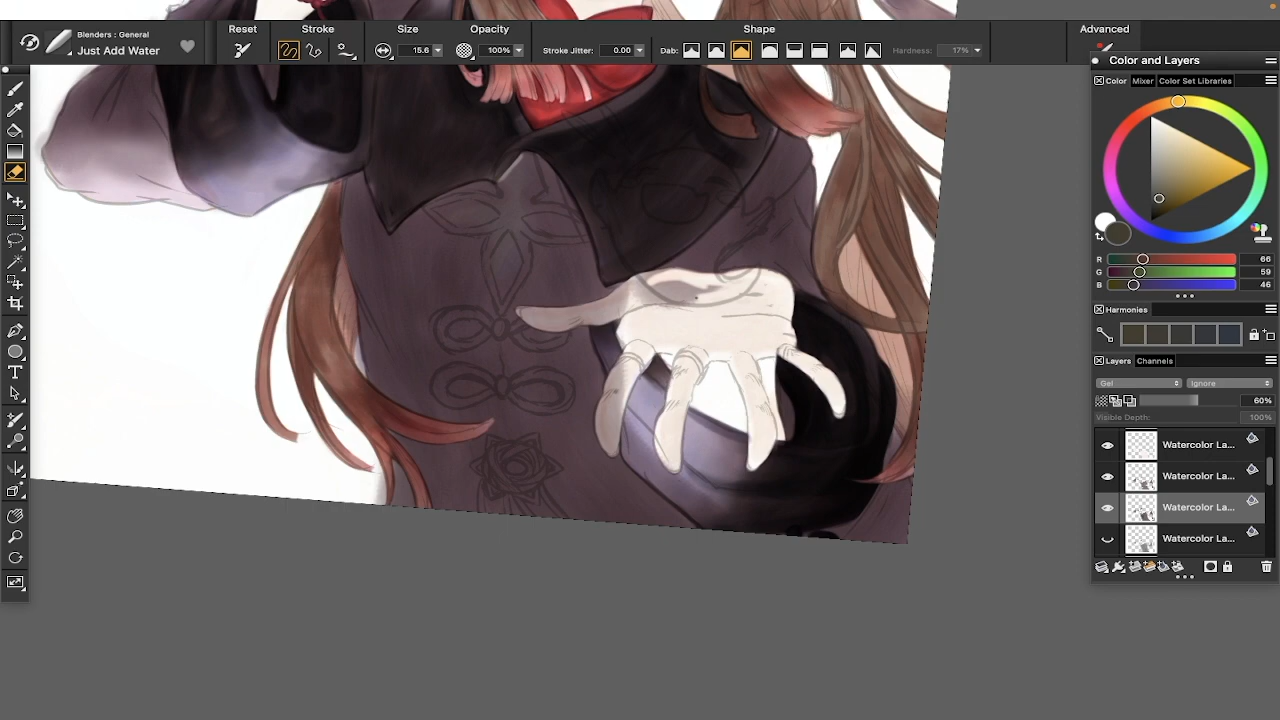 Blenders : General
Just Add Water
Reset
Stroke
Size
15.6
Opacity
100%
Stroke Jitter: 0.00
Shape
Dab:
Hardness: 17%
Advanced
Color and Layers
Color Mixer Color Set Libraries
R 66
G 59
B 46
Harmonies
Layers Channels
Gel Ignore
60%
Visible Depth: 100%
Watercolor La...
Watercolor La...
Watercolor La...
Watercolor La...